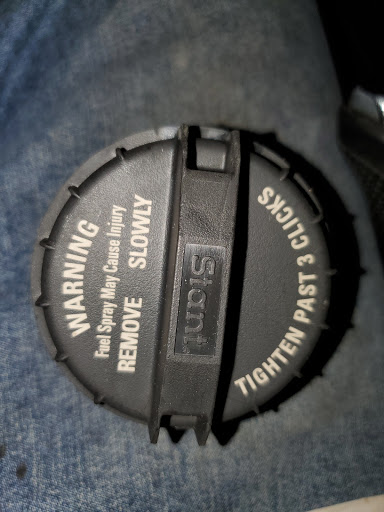 WARNING
Fuel Spray May Cause Injury
REMOVE SLOWLY
Stant
TIGHTEN PAST 3 CLICKS